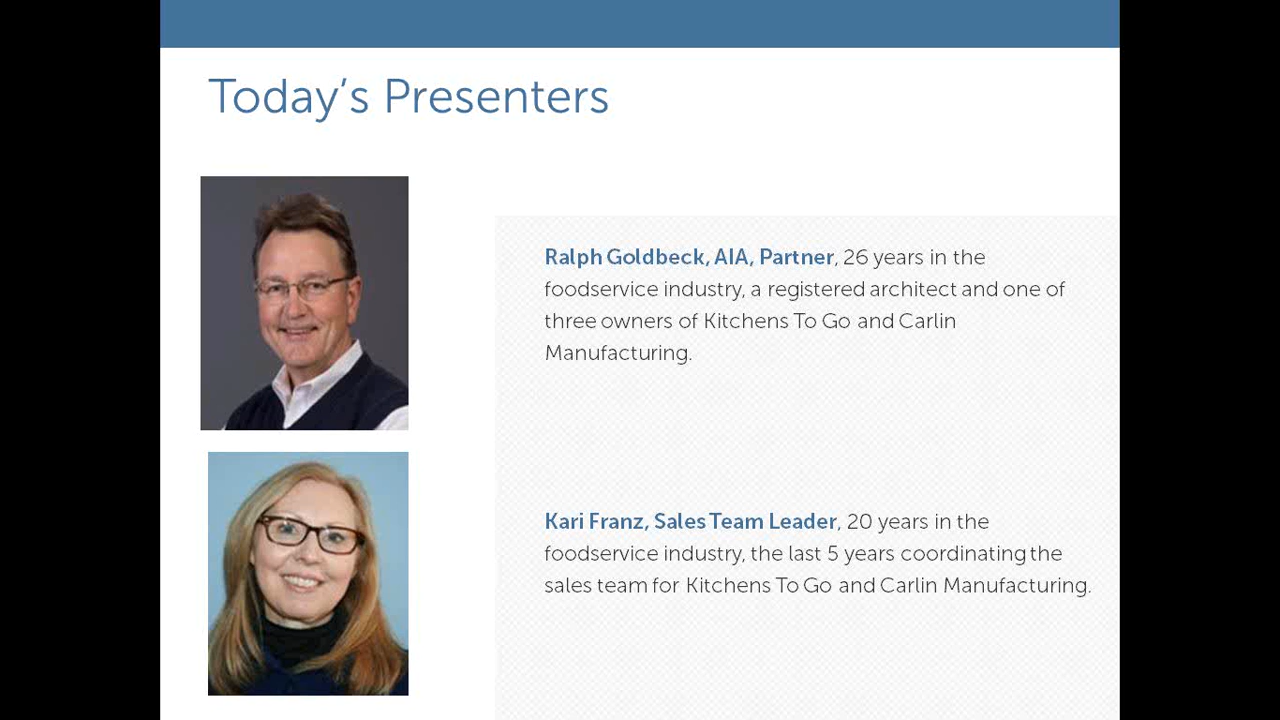 Today’s Presenters
Ralph Goldbeck, AIA, Partner, 26 years in the
foodservice industry, a registered architect and one of
three owners of Kitchens To Go and Carlin
Manufacturing.
Kari Franz, Sales Team Leader, 20 years in the
foodservice industry, the last 5 years coordinating the
sales team for Kitchens To Go and Carlin Manufacturing.